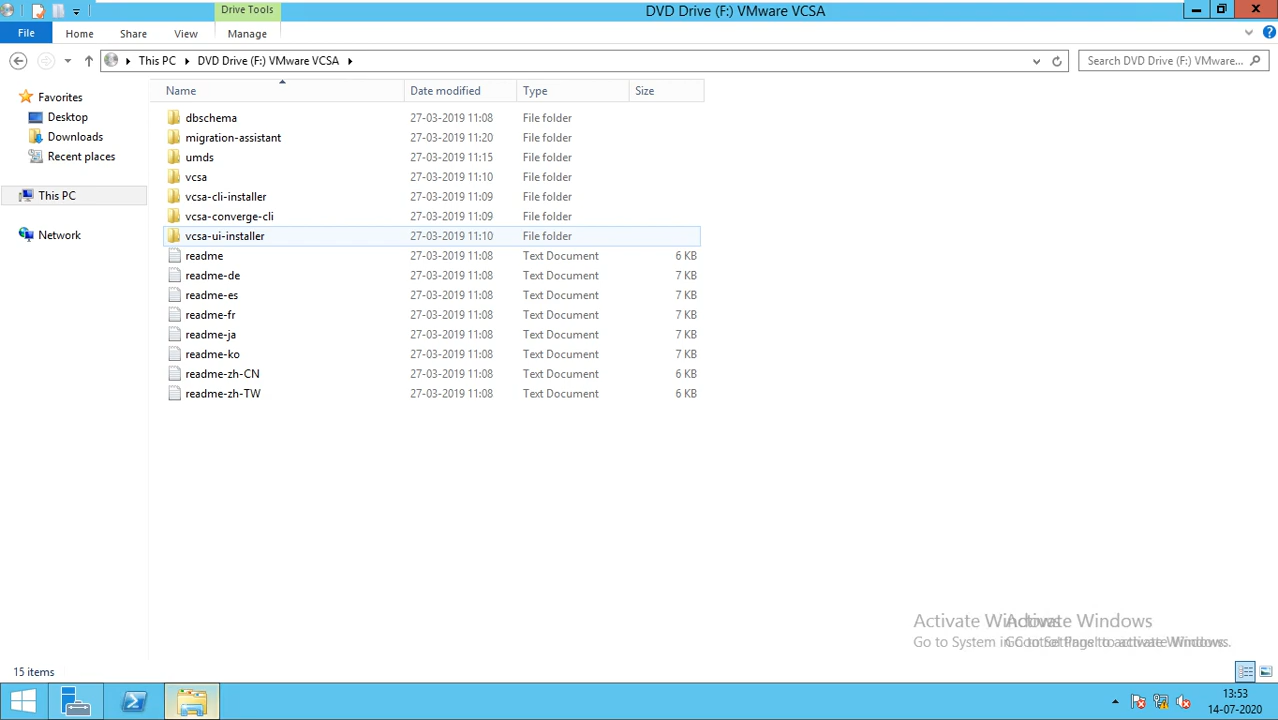 Drive Tools
DVD Drive (F:) VMware VCSA
File Home Share View Manage
This PC DVD Drive (F:) VMware VCSA
Search DVD Drive (F:) VMware...
Name Date modified Type Size
Favorites
Desktop
Downloads
Recent places
This PC
Network
dbschema 27-03-2019 11:08 File folder
migration-assistant 27-03-2019 11:20 File folder
umds 27-03-2019 11:15 File folder
vcsa 27-03-2019 11:10 File folder
vcsa-cli-installer 27-03-2019 11:09 File folder
vcsa-converge-cli 27-03-2019 11:09 File folder
vcsa-ui-installer 27-03-2019 11:10 File folder
readme 27-03-2019 11:08 Text Document 6 KB
readme-de 27-03-2019 11:08 Text Document 7 KB
readme-es 27-03-2019 11:08 Text Document 7 KB
readme-fr 27-03-2019 11:08 Text Document 7 KB
readme-ja 27-03-2019 11:08 Text Document 7 KB
readme-ko 27-03-2019 11:08 Text Document 7 KB
readme-zh-CN 27-03-2019 11:08 Text Document 6 KB
readme-zh-TW 27-03-2019 11:08 Text Document 6 KB
Activate Windows
Go to System in Control Panel to activate Windows.
15 items
13:53
14-07-2020